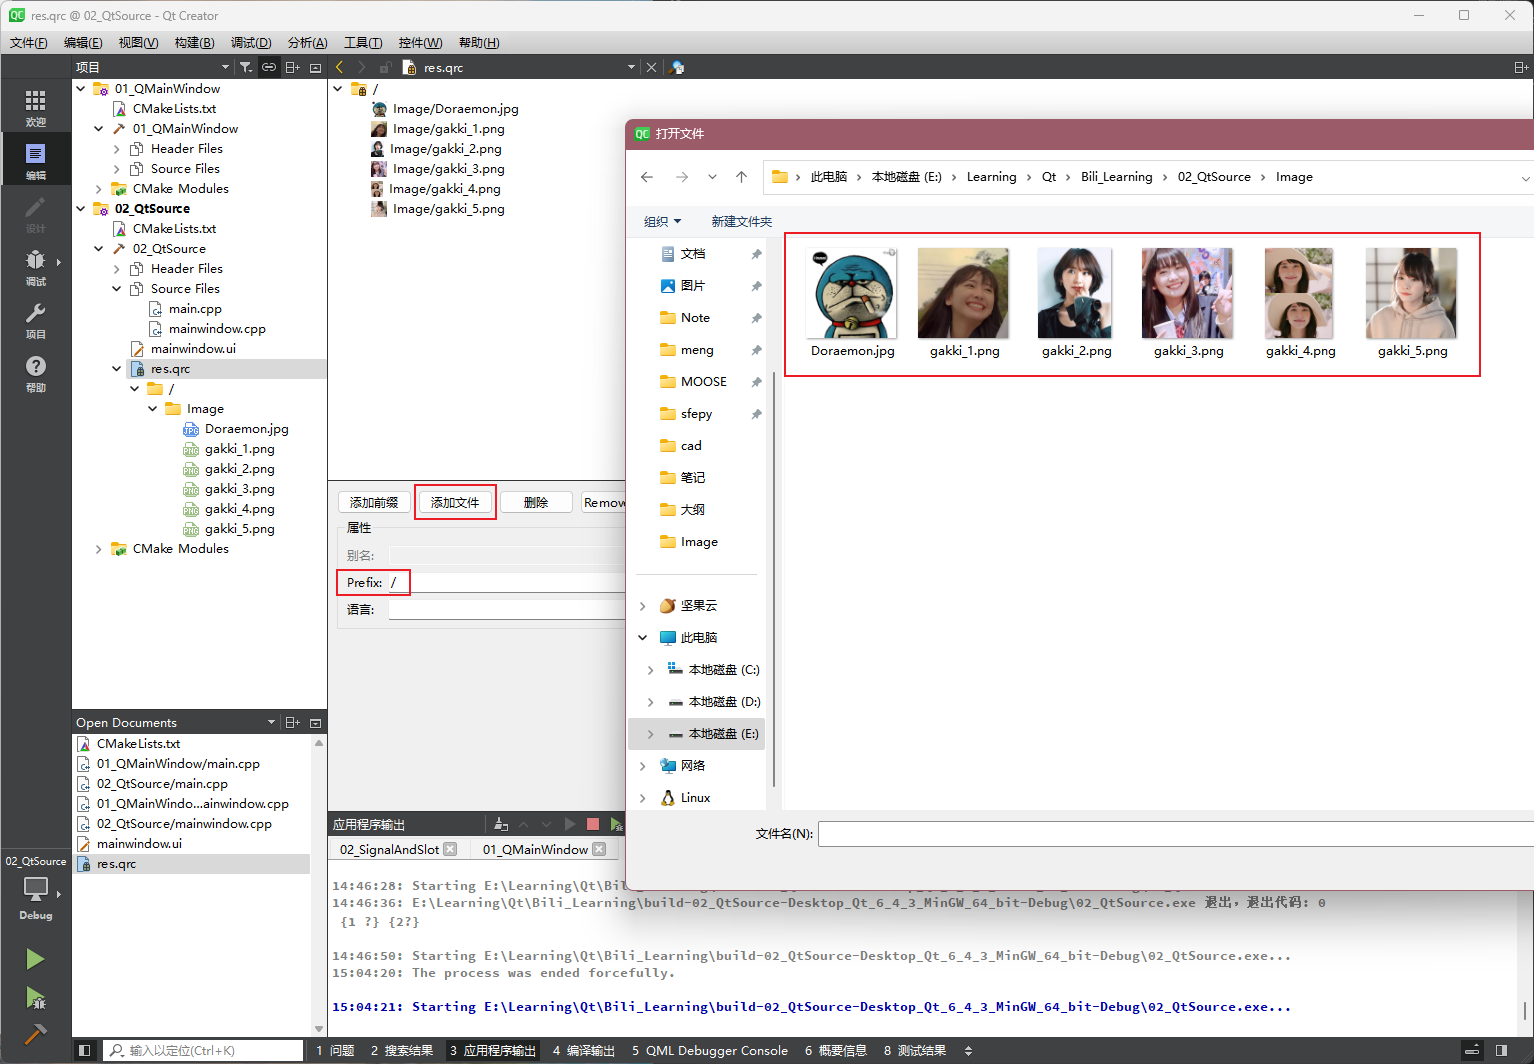 res.qrc @ 02_QtSource - Qt Creator
文件(F) 编辑(E) 视图(V) 构建(B) 调试(D) 分析(A) 工具(T) 控件(W) 帮助(H)
项目
res.qrc
欢迎
编辑
设计
调试
项目
帮助
01_QMainWindow
CMakeLists.txt
01_QMainWindow
Header Files
Source Files
CMake Modules
02_QtSource
CMakeLists.txt
02_QtSource
Header Files
Source Files
main.cpp
mainwindow.cpp
mainwindow.ui
res.qrc
/
Image
Doraemon.jpg
gakki_1.png
gakki_2.png
gakki_3.png
gakki_4.png
gakki_5.png
CMake Modules
/
Image/Doraemon.jpg
Image/gakki_1.png
Image/gakki_2.png
Image/gakki_3.png
Image/gakki_4.png
Image/gakki_5.png
添加前缀 添加文件 删除 Remov
属性
别名:
Prefix: /
语言:
打开文件
此电脑 › 本地磁盘 (E:) › Learning › Qt › Bili_Learning › 02_QtSource › Image
组织 新建文件夹
文档
图片
Note
meng
MOOSE
sfepy
cad
笔记
大纲
Image
坚果云
此电脑
本地磁盘 (C:)
本地磁盘 (D:)
本地磁盘 (E:)
网络
Linux
Doraemon.jpg gakki_1.png gakki_2.png gakki_3.png gakki_4.png gakki_5.png
文件名(N):
Open Documents
CMakeLists.txt
01_QMainWindow/main.cpp
02_QtSource/main.cpp
01_QMainWindo...ainwindow.cpp
02_QtSource/mainwindow.cpp
mainwindow.ui
res.qrc
02_QtSource
Debug
应用程序输出
02_SignalAndSlot 01_QMainWindow
14:46:28: Starting E:\Learning\Qt\Bili_Learning\
14:46:36: E:\Learning\Qt\Bili_Learning\build-02_QtSource-Desktop_Qt_6_4_3_MinGW_64_bit-Debug\02_QtSource.exe 退出，退出代码: 0
{1 ?} {2?}
14:46:50: Starting E:\Learning\Qt\Bili_Learning\build-02_QtSource-Desktop_Qt_6_4_3_MinGW_64_bit-Debug\02_QtSource.exe...
15:04:20: The process was ended forcefully.
15:04:21: Starting E:\Learning\Qt\Bili_Learning\build-02_QtSource-Desktop_Qt_6_4_3_MinGW_64_bit-Debug\02_QtSource.exe...
输入以定位(Ctrl+K) 1 问题 2 搜索结果 3 应用程序输出 4 编译输出 5 QML Debugger Console 6 概要信息 8 测试结果